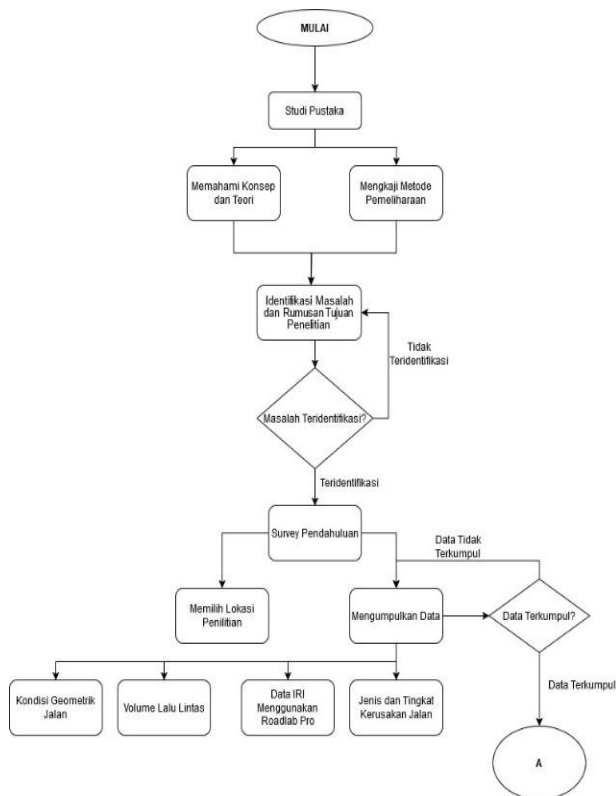 MULAI
Studi Pustaka
Memahami Konsep
dan Teori
Mengkaji Metode
Pemeliharaan
Identifikasi Masalah
dan Rumusan Tujuan
Penelitian
Tidak
Teridentifikasi
Masalah Teridentifikasi?
Teridentifikasi
Survey Pendahuluan
Data Tidak
Terkumpul
Memilih Lokasi
Penilitian
Mengumpulkan Data
Data Terkumpul?
Kondisi Geometrik
Jalan
Volume Lalu Lintas
Data IRI
Menggunakan
Roadlab Pro
Jenis dan Tingkat
Kerusakan Jalan
Data Terkumpul
A